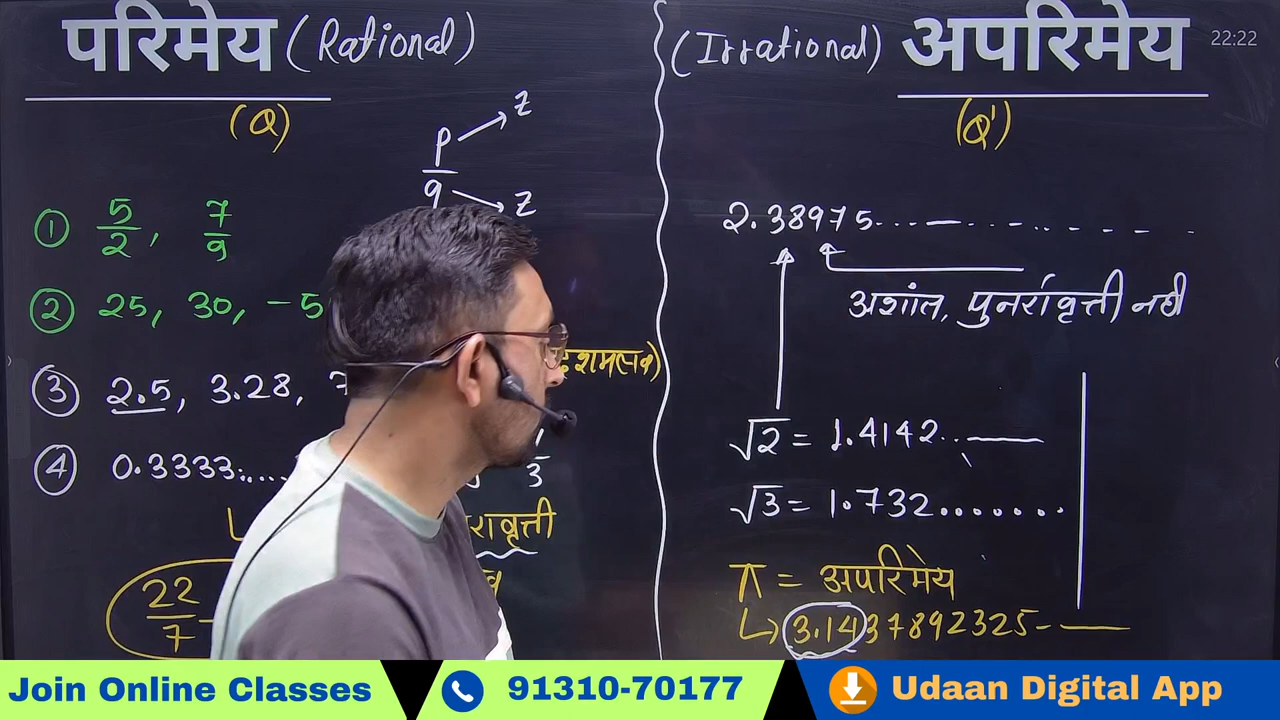 परिमेय (Rational)
(Q)
p/q → Z
→ Z
① 5/2, 7/9
② 25, 30, -5
③ 2.5, 3.28,
④ 0.3333.....
22/7
(Irrational) अपरिमेय
22:22
(Q')
2.38975.....
अशांत, पुनरावृत्ती नही
√2 = 1.4142...
√3 = 1.732.......
π = अपरिमेय
↳ 3.1437892325-
Join Online Classes
91310-70177
Udaan Digital App